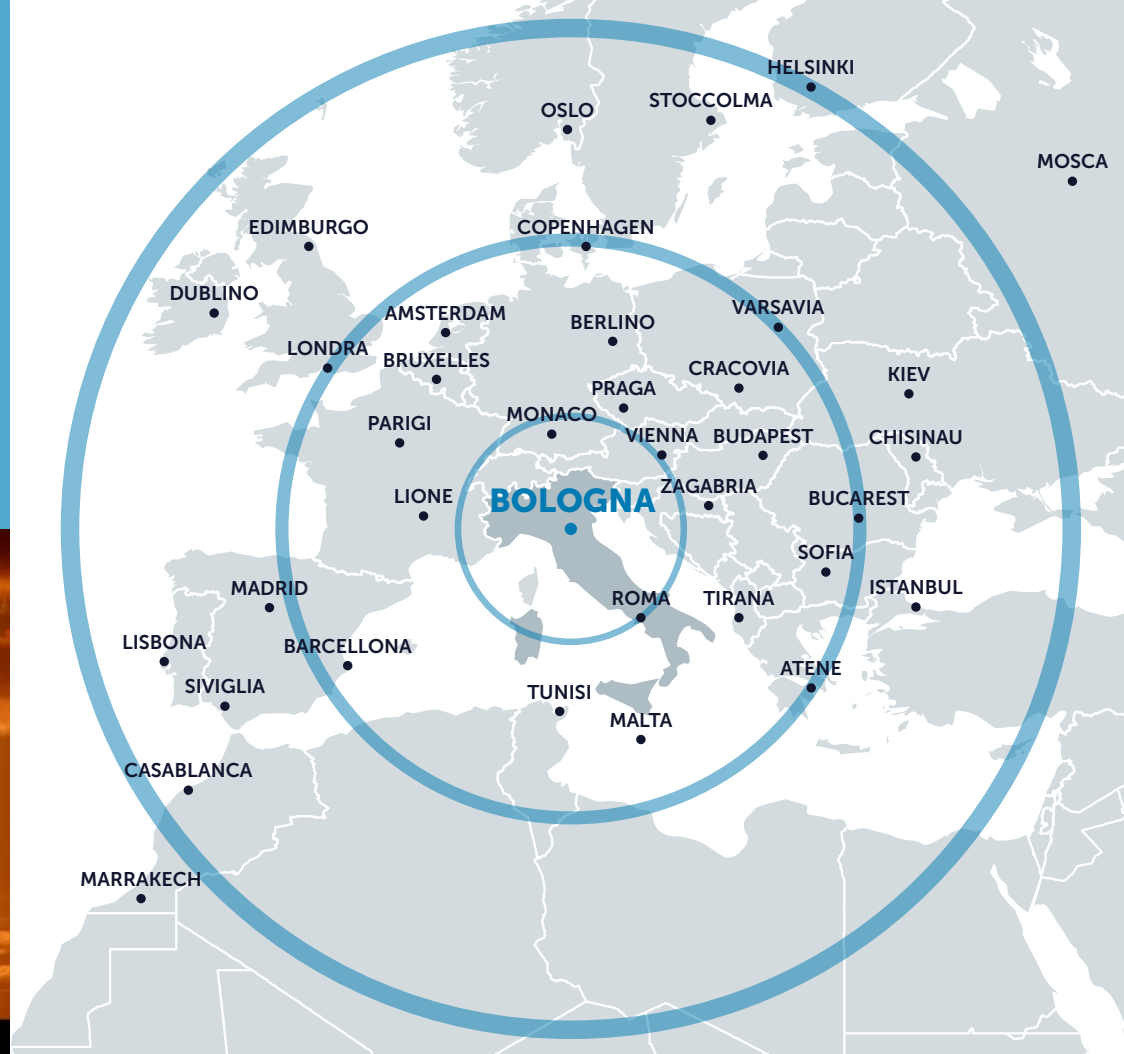 HELSINKI
STOCCOLMA
OSLO
MOSCA
EDIMBURGO
COPENHAGEN
DUBLINO
AMSTERDAM
VARSAVIA
BERLINO
LONDRA
BRUXELLES
CRACOVIA
KIEV
PRAGA
MONACO
PARIGI
VIENNA
BUDAPEST
CHISINAU
ZAGABRIA
LIONE
BOLOGNA
BUCAREST
SOFIA
MADRID
ISTANBUL
ROMA
TIRANA
LISBONA
BARCELLONA
ATENE
SIVIGLIA
TUNISI
MALTA
CASABLANCA
MARRAKECH